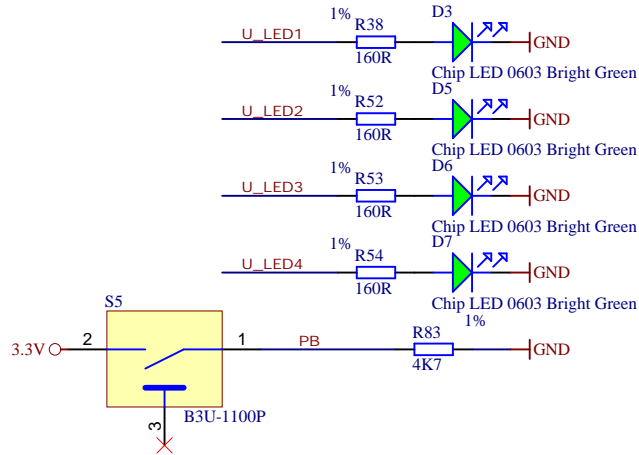 1% D3
U_LED1 R38 GND
160R Chip LED 0603 Bright Green
1% D5
U_LED2 R52 GND
160R Chip LED 0603 Bright Green
1% D6
U_LED3 R53 GND
160R Chip LED 0603 Bright Green
1% D7
U_LED4 R54 GND
160R Chip LED 0603 Bright Green
S5 1%
3.3V 2 1 PB R83 GND
4K7
3 B3U-1100P